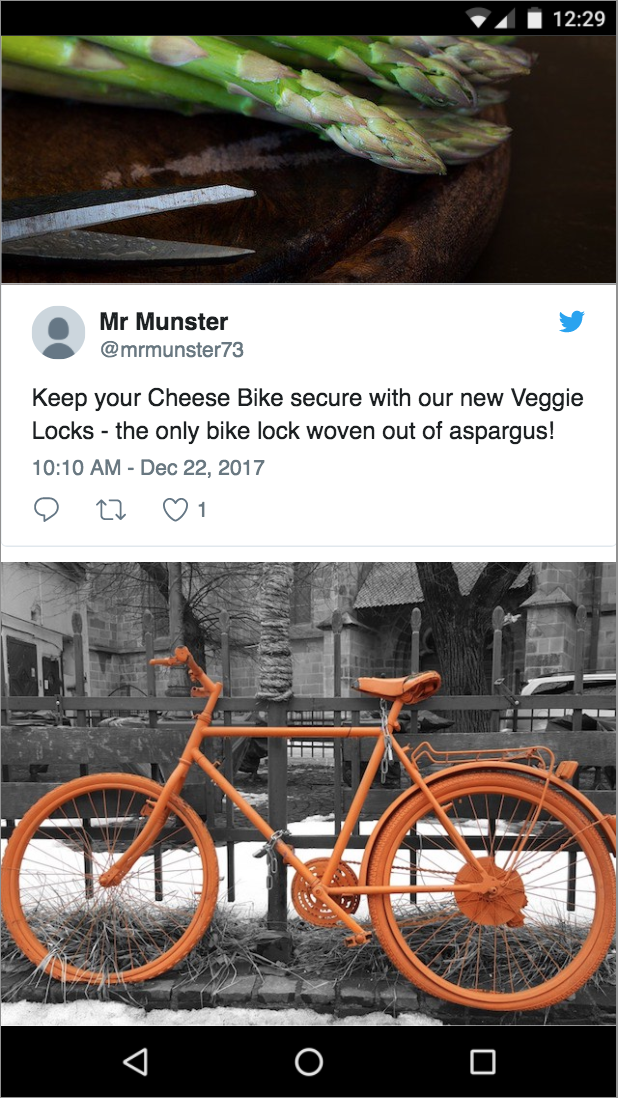 12:29
Mr Munster
@mrmunster73
Keep your Cheese Bike secure with our new Veggie
Locks - the only bike lock woven out of aspargus!
10:10 AM - Dec 22, 2017
1